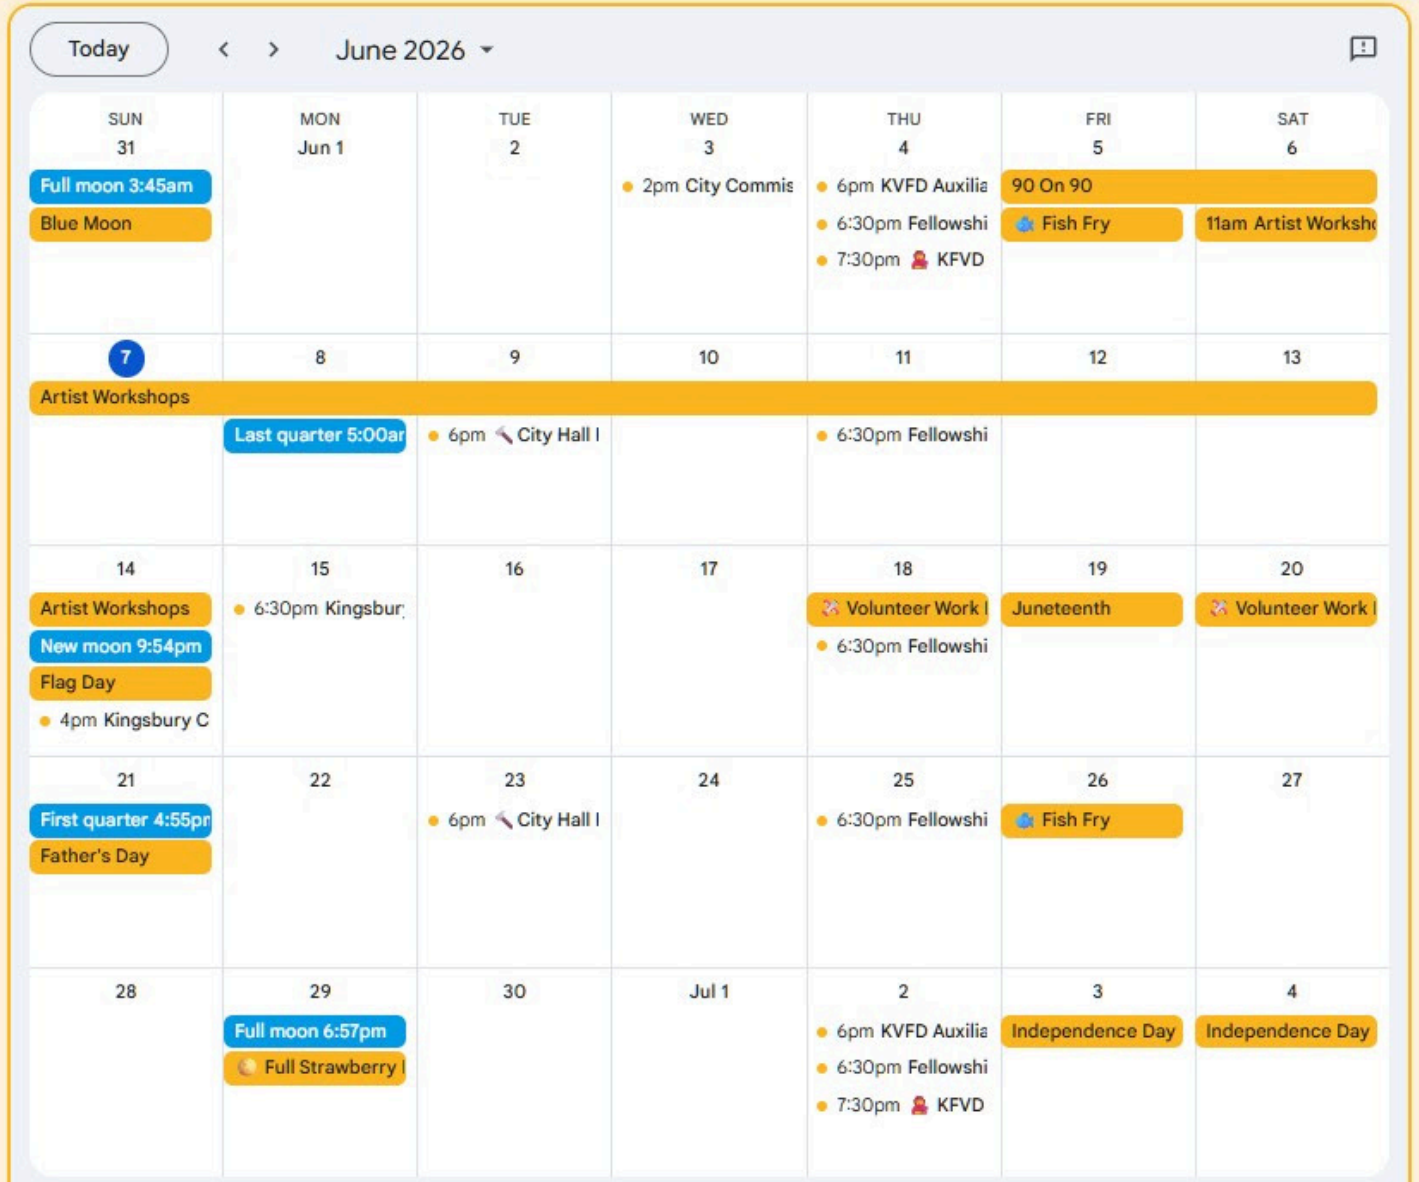 Today < > June 2026
SUN MON TUE WED THU FRI SAT
31 Jun 1 2 3 4 5 6
Full moon 3:45am
Blue Moon
2pm City Commis
6pm KVFD Auxilia
6:30pm Fellowshi
7:30pm KFVD
90 On 90
Fish Fry
11am Artist Worksho
7 8 9 10 11 12 13
Artist Workshops
Last quarter 5:00am
6pm City Hall
6:30pm Fellowshi
14 15 16 17 18 19 20
Artist Workshops
New moon 9:54pm
Flag Day
4pm Kingsbury C
6:30pm Kingsbury
Volunteer Work
6:30pm Fellowshi
Juneteenth
Volunteer Work
21 22 23 24 25 26 27
First quarter 4:55pm
Father's Day
6pm City Hall
6:30pm Fellowshi
Fish Fry
28 29 30 Jul 1 2 3 4
Full moon 6:57pm
Full Strawberry
6pm KVFD Auxilia
6:30pm Fellowshi
7:30pm KFVD
Independence Day
Independence Day